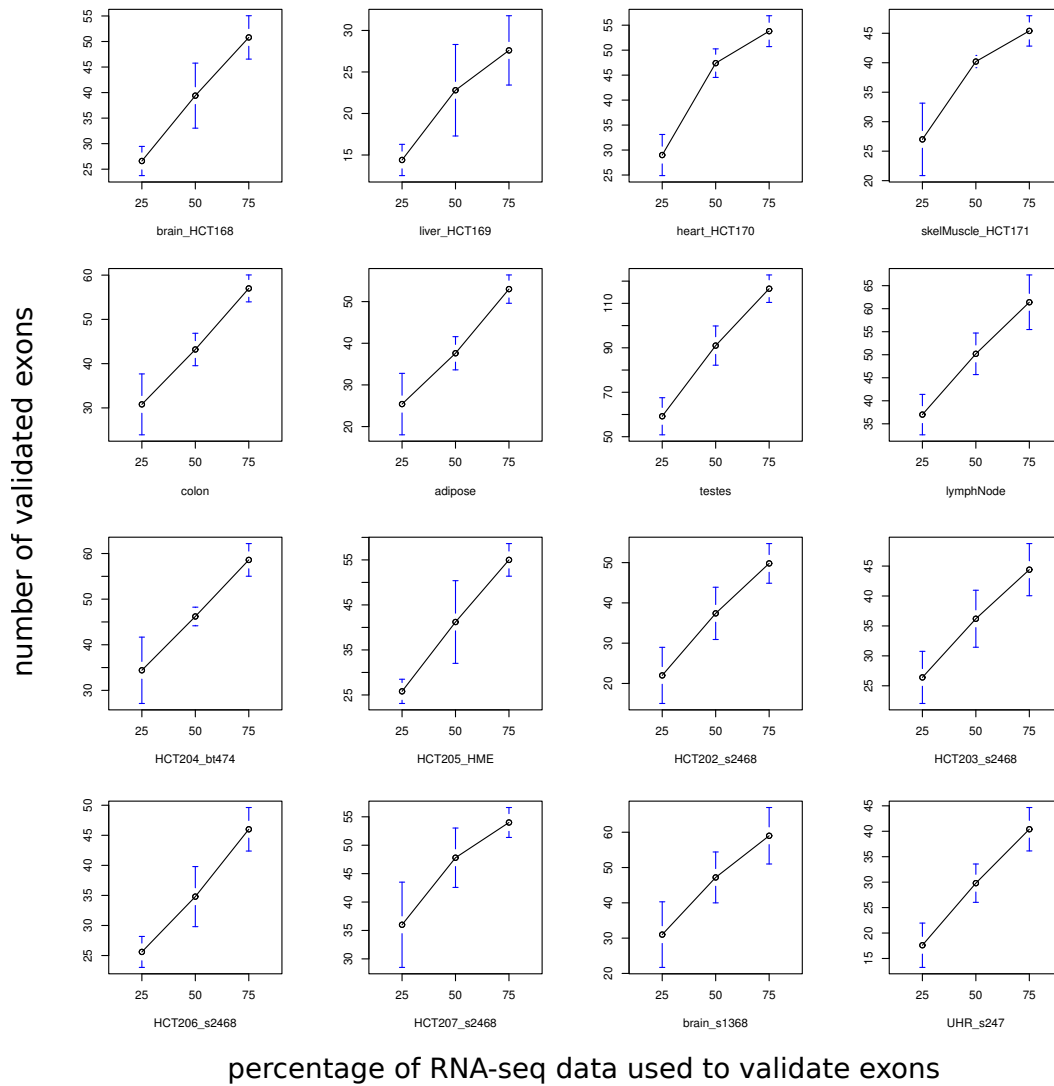 number of validated exons
25 30 35 40 45 50 55
25 50 75
brain_HCT168
15 20 25 30
25 50 75
liver_HCT169
25 30 35 40 45 50 55
25 50 75
heart_HCT170
20 25 30 35 40 45
25 50 75
skelMuscle_HCT171
30 40 50 60
25 50 75
colon
20 30 40 50
25 50 75
adipose
50 70 90 110
25 50 75
testes
35 40 45 50 55 60 65
25 50 75
lymphNode
30 40 50 60
25 50 75
HCT204_bt474
25 35 45 55
25 50 75
HCT205_HME
20 30 40 50
25 50 75
HCT202_s2468
25 30 35 40 45
25 50 75
HCT203_s2468
25 30 35 40 45 50
25 50 75
HCT206_s2468
30 35 40 45 50 55
25 50 75
HCT207_s2468
20 30 40 50 60
25 50 75
brain_s1368
15 20 25 30 35 40 45
25 50 75
UHR_s247
percentage of RNA-seq data used to validate exons